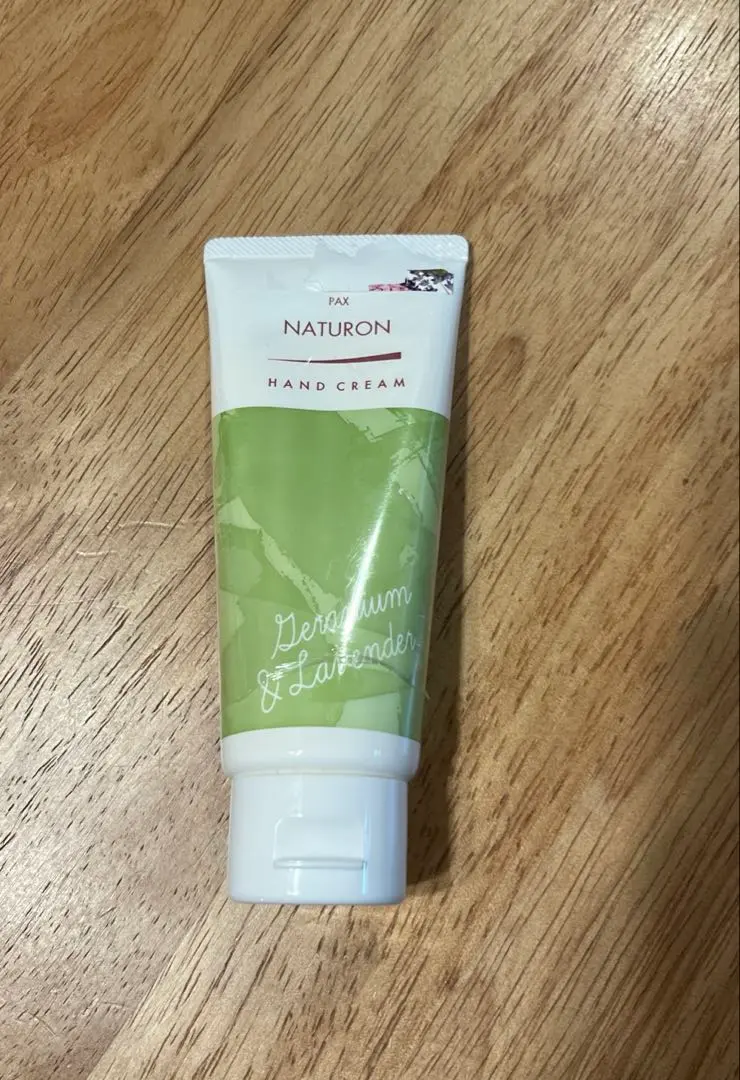 PAX
NATURON
HAND CREAM
Geranium
& Lavender